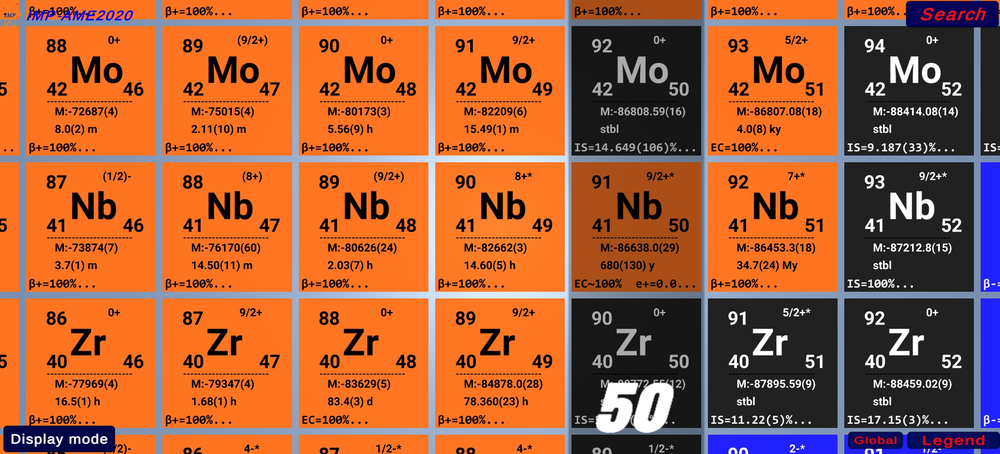 β+=100%... β+=100%... β+=100%... β+=100%... β+=100%... β+=100%... β+=100%..
IMP IMP-AME2020 Search
88 0+ 89 (9/2+) 90 0+ 91 9/2+ 92 0+ 93 5/2+ 94 0+
Mo Mo Mo Mo Mo Mo Mo
5 42 46 42 47 42 48 42 49 42 50 42 51 42 52
M:-72687(4) M:-75015(4) M:-80173(3) M:-82209(6) M:-86808.59(16) M:-86807.08(18) M:-88414.08(14)
8.0(2) m 2.11(10) m 5.56(9) h 15.49(1) m stbl 4.0(8) ky stbl
.. β+=100%... β+=100%... β+=100%... β+=100%... IS=14.649(106)%... EC=100%... IS=9.187(33)%... IS=
87 (1/2)- 88 (8+) 89 (9/2+) 90 8+* 91 9/2+* 92 7+* 93 9/2+*
Nb Nb Nb Nb Nb Nb Nb
5 41 46 41 47 41 48 41 49 41 50 41 51 41 52
M:-73874(7) M:-76170(60) M:-80626(24) M:-82662(3) M:-86638.0(29) M:-86453.3(18) M:-87212.8(15)
3.7(1) m 14.50(11) m 2.03(7) h 14.60(5) h 680(130) y 34.7(24) My stbl
β+=100%... β+=100%... β+=100%... β+=100%... EC~100% e+=0.0... β+=100%... IS=100%... β-=
86 0+ 87 9/2+ 88 0+ 89 9/2+ 90 0+ 91 5/2+* 92 0+
Zr Zr Zr Zr Zr Zr Zr
5 40 46 40 47 40 48 40 49 40 50 40 51 40 52
M:-77969(4) M:-79347(4) M:-83629(5) M:-84878.0(28) M:-87895.59(9) M:-88459.02(9)
16.5(1) h 1.68(1) h 83.4(3) d 78.360(23) h stbl stbl
50
β+=100%... β+=100%... EC=100%... β+=100%... IS= IS=11.22(5)%... IS=17.15(3)%... β-=
Display mode Global Legend
86 4-* 87 1/2-* 88 4-* 89 1/2-* 90 2-* 91